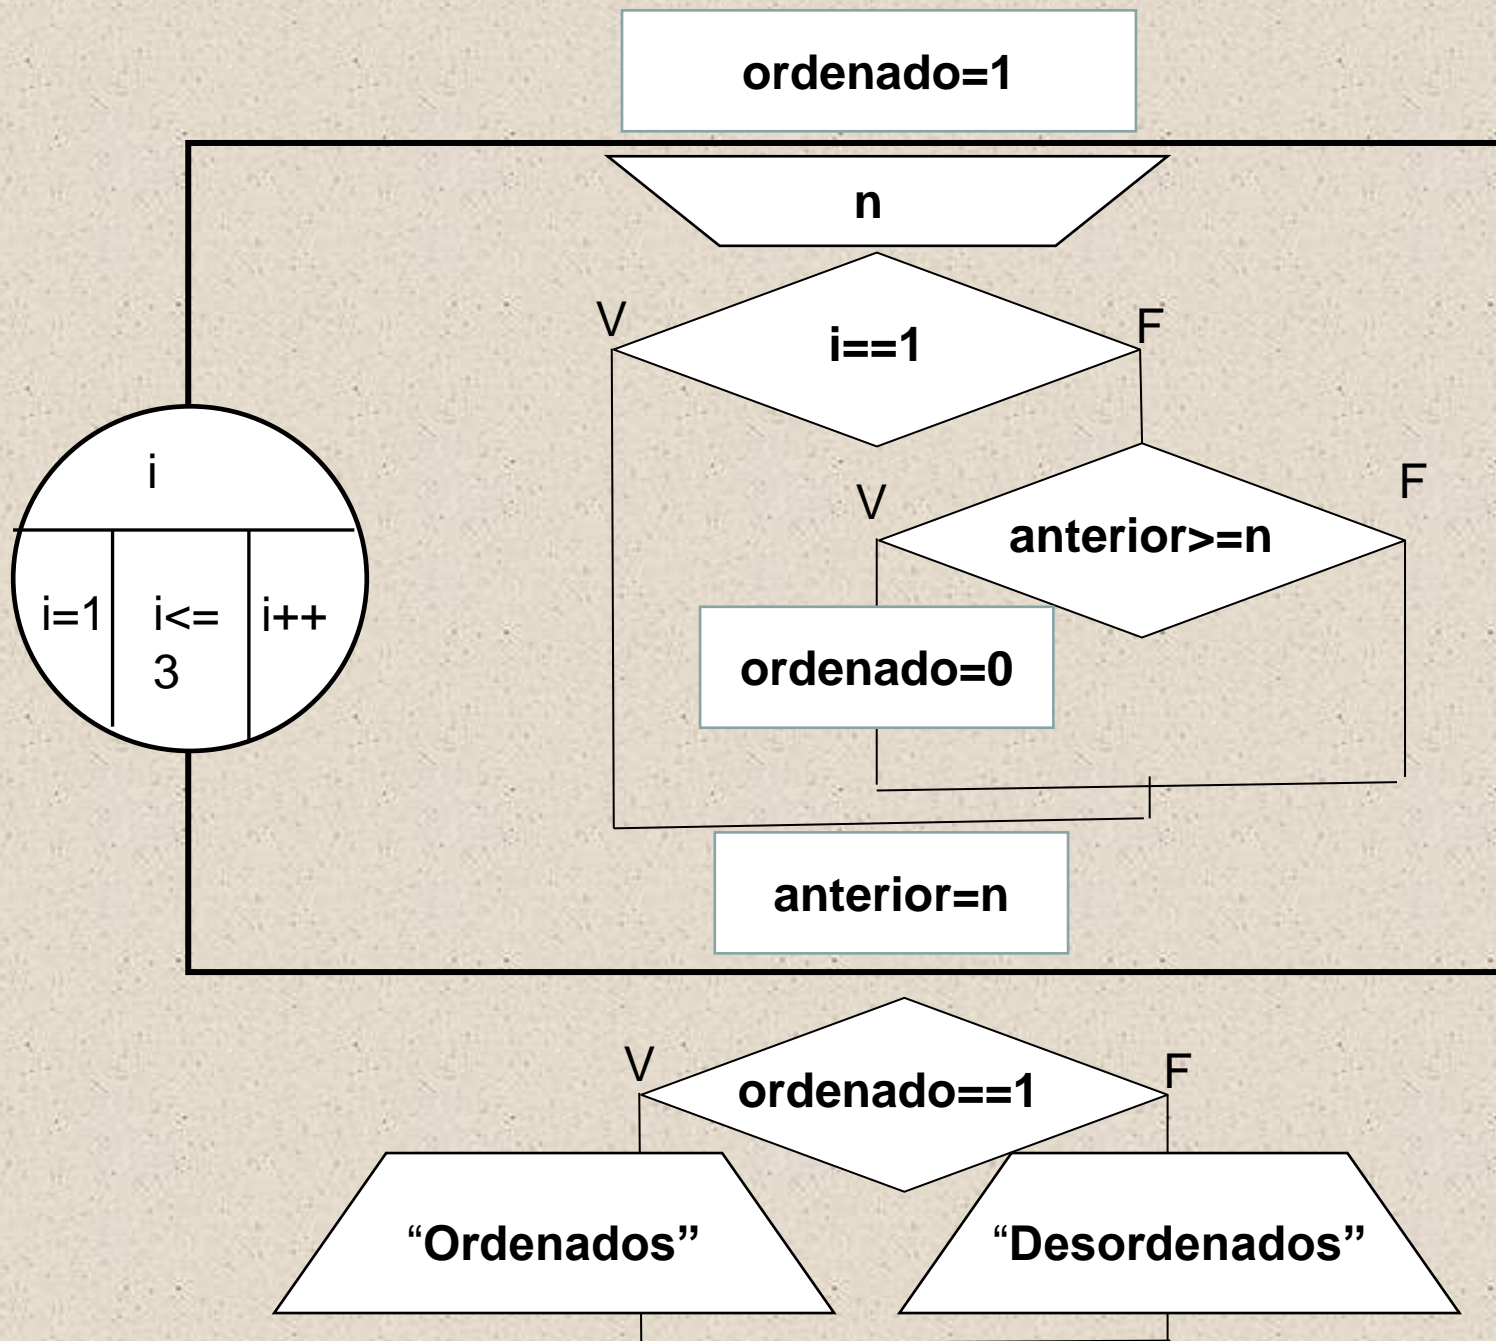 ordenado=1
n
V
F
i==1
i
i=1
i<=
3
i++
V
F
anterior>=n
ordenado=0
anterior=n
V
F
ordenado==1
“Ordenados”
“Desordenados”